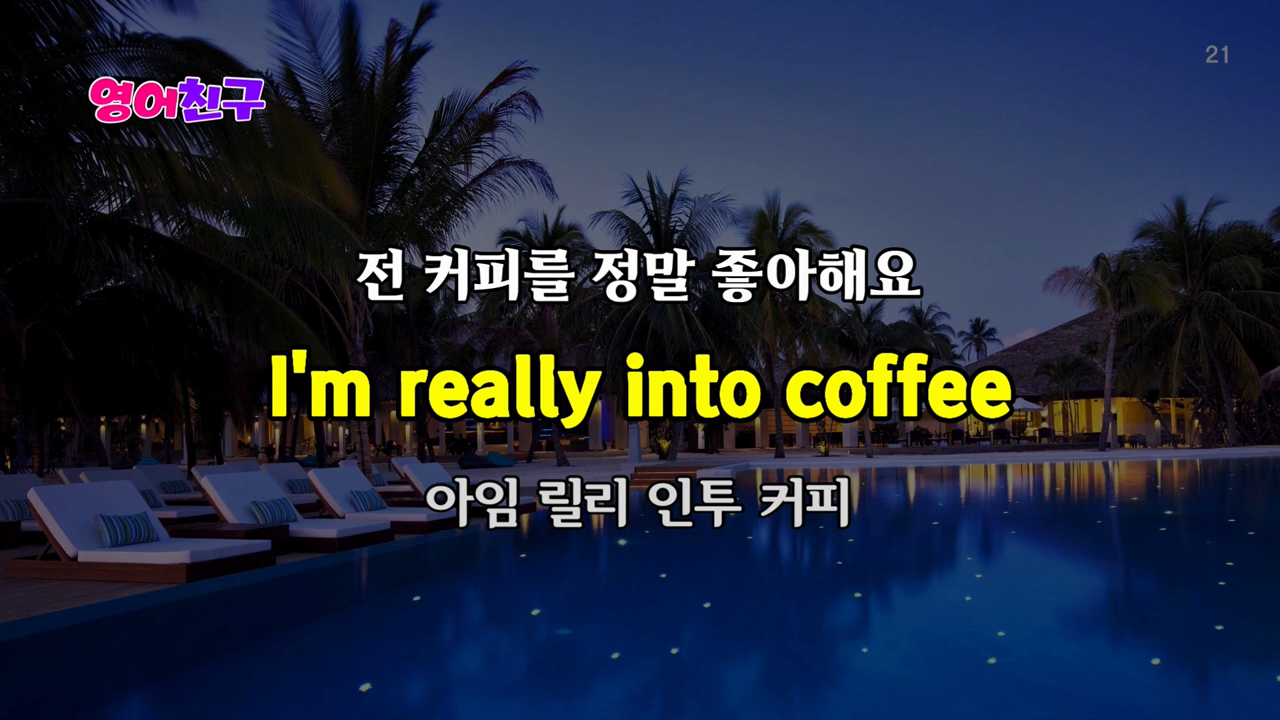 21
영어친구
전 커피를 정말 좋아해요
I'm really into coffee
아임 릴리 인투 커피